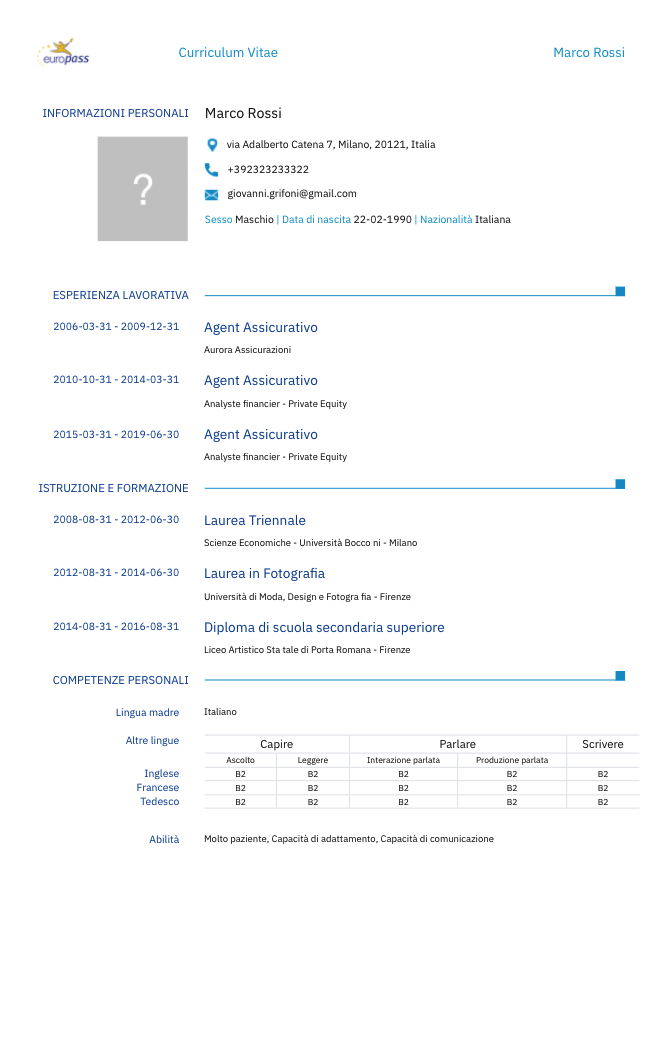 europass
Curriculum Vitae
Marco Rossi
INFORMAZIONI PERSONALI
Marco Rossi
via Adalberto Catena 7, Milano, 20121, Italia
?
+392323233322
giovanni.grifoni@gmail.com
Sesso Maschio | Data di nascita 22-02-1990 | Nazionalità Italiana
ESPERIENZA LAVORATIVA
2006-03-31 - 2009-12-31 Agent Assicurativo
Aurora Assicurazioni
2010-10-31 - 2014-03-31 Agent Assicurativo
Analyste financier - Private Equity
2015-03-31 - 2019-06-30 Agent Assicurativo
Analyste financier - Private Equity
ISTRUZIONE E FORMAZIONE
2008-08-31 - 2012-06-30 Laurea Triennale
Scienze Economiche - Università Bocco ni - Milano
2012-08-31 - 2014-06-30 Laurea in Fotografia
Università di Moda, Design e Fotogra fia - Firenze
2014-08-31 - 2016-08-31 Diploma di scuola secondaria superiore
Liceo Artistico Sta tale di Porta Romana - Firenze
COMPETENZE PERSONALI
Lingua madre Italiano
Altre lingue Capire Parlare Scrivere
Ascolto Leggere Interazione parlata Produzione parlata
Inglese B2 B2 B2 B2 B2
Francese B2 B2 B2 B2 B2
Tedesco B2 B2 B2 B2 B2
Abilità Molto paziente, Capacità di adattamento, Capacità di comunicazione